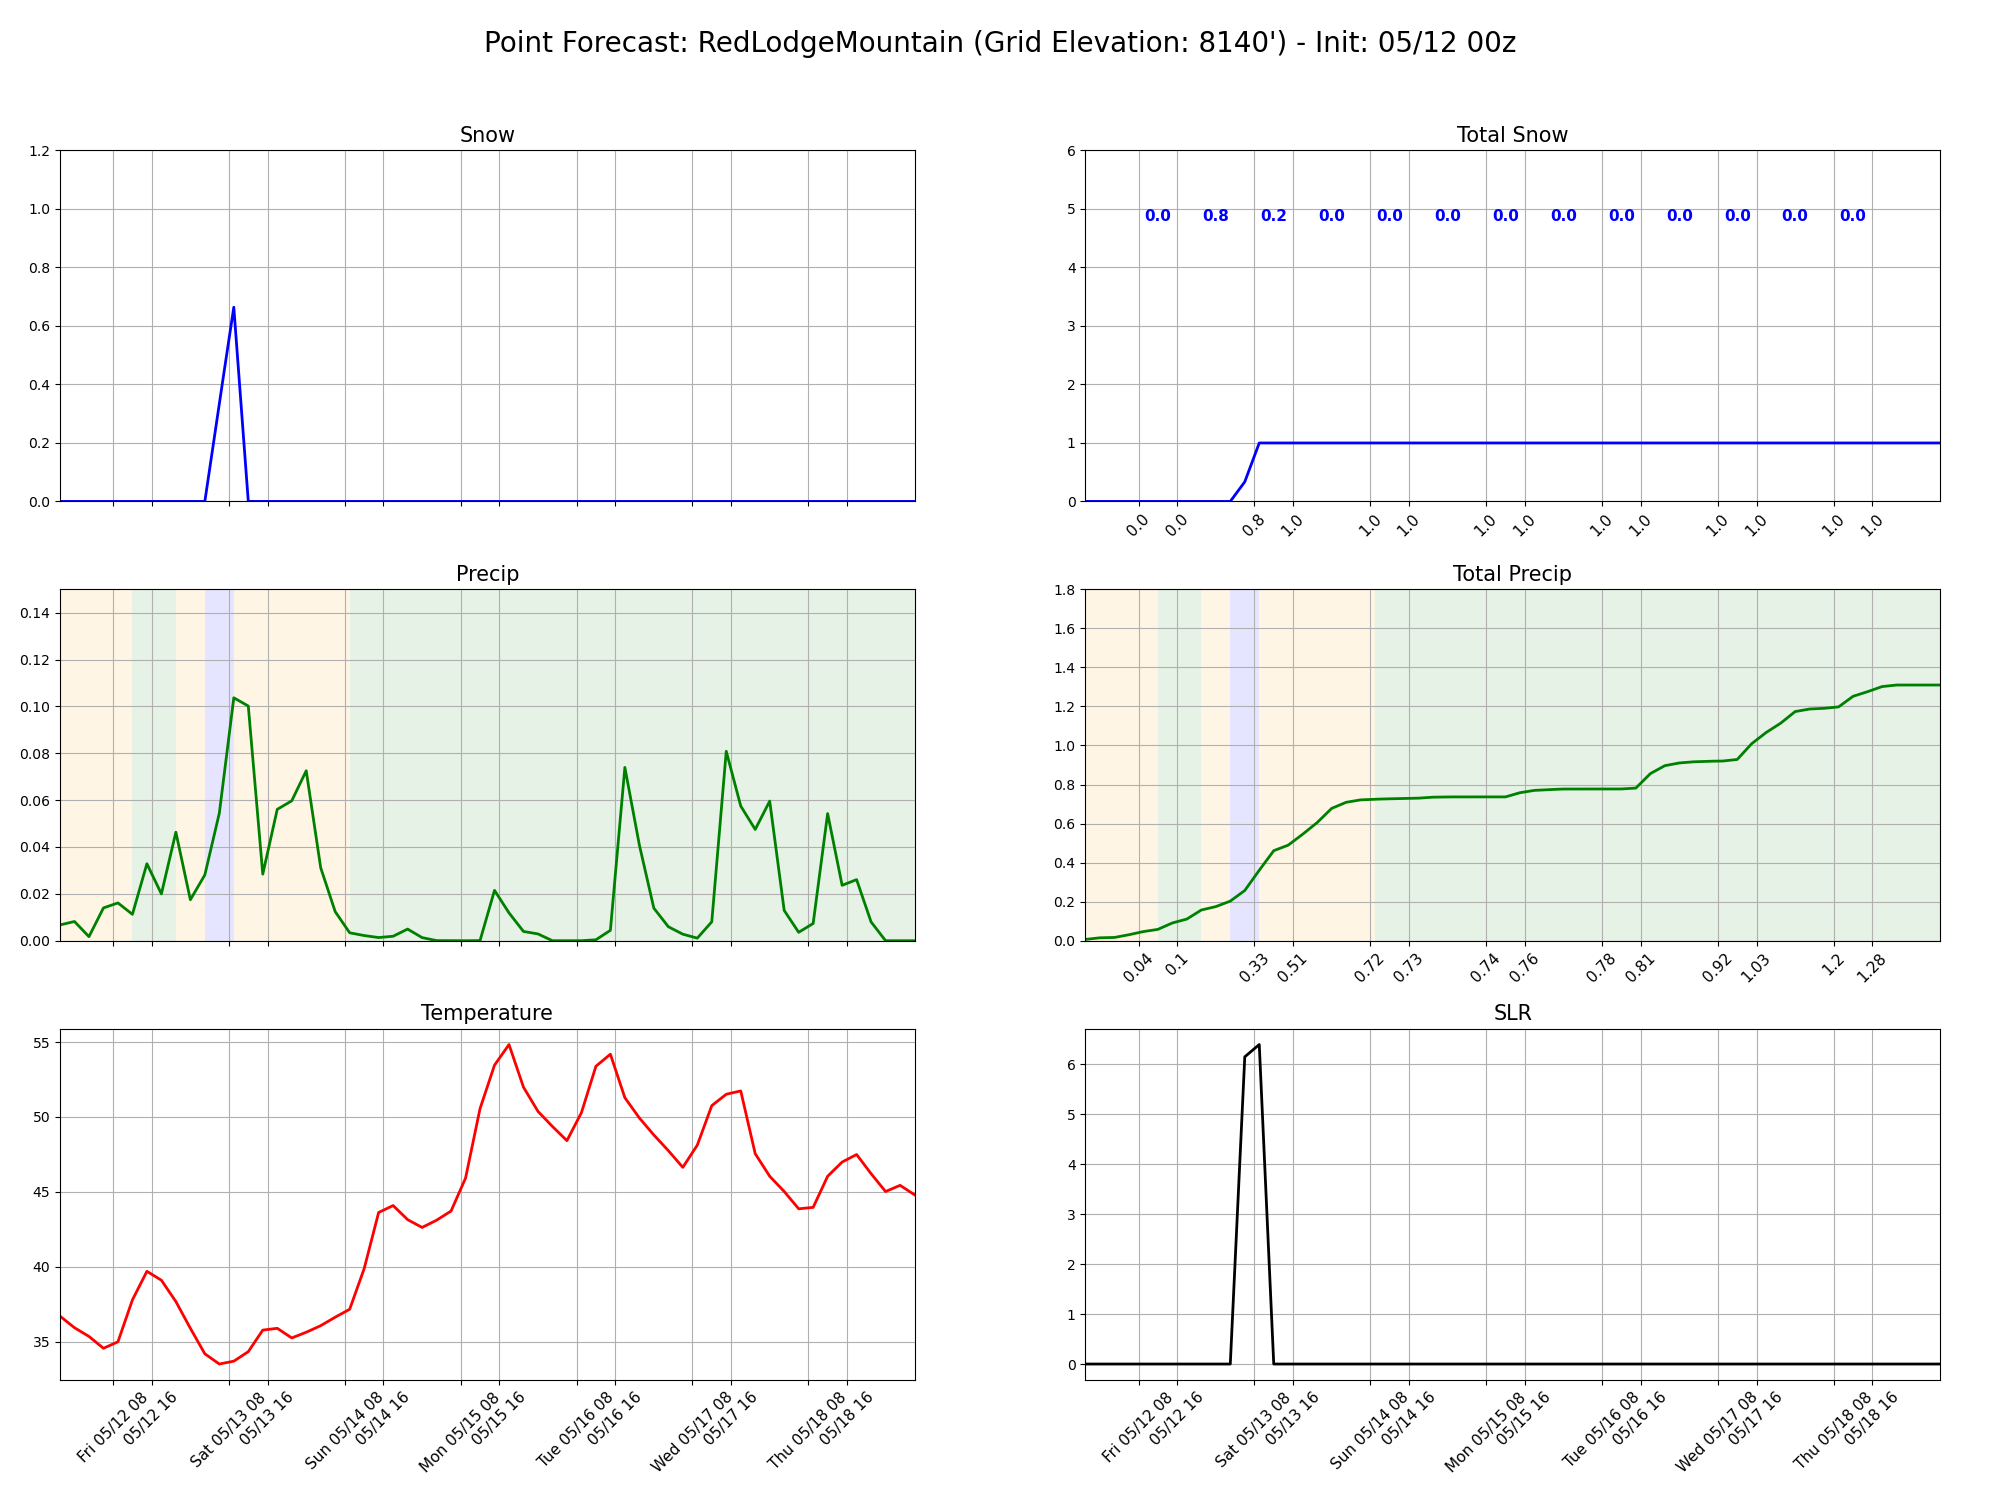 Point Forecast: RedLodgeMountain (Grid Elevation: 8140') - Init: 05/12 00z
Snow
1.2
1.0
0.8
0.6
0.4
0.2
0.0
Total Snow
6
5
4
3
2
1
0
0.0 0.8 0.2 0.0 0.0 0.0 0.0 0.0 0.0 0.0 0.0 0.0 0.0
0.0 0.0 0.8 1.0 1.0 1.0 1.0 1.0 1.0 1.0 1.0 1.0 1.0 1.0
Precip
0.14
0.12
0.10
0.08
0.06
0.04
0.02
0.00
Total Precip
1.8
1.6
1.4
1.2
1.0
0.8
0.6
0.4
0.2
0.0
0.04 0.1 0.33 0.51 0.72 0.73 0.74 0.76 0.78 0.81 0.92 1.03 1.2 1.28
Temperature
55
50
45
40
35
Fri 05/12 08
05/12 16
Sat 05/13 08
05/13 16
Sun 05/14 08
05/14 16
Mon 05/15 08
05/15 16
Tue 05/16 08
05/16 16
Wed 05/17 08
05/17 16
Thu 05/18 08
05/18 16
SLR
6
5
4
3
2
1
0
Fri 05/12 08
05/12 16
Sat 05/13 08
05/13 16
Sun 05/14 08
05/14 16
Mon 05/15 08
05/15 16
Tue 05/16 08
05/16 16
Wed 05/17 08
05/17 16
Thu 05/18 08
05/18 16